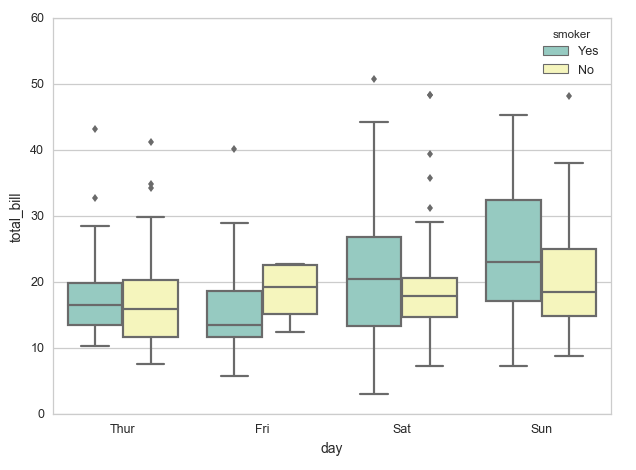 60
50
40
30
20
10
0
total_bill
smoker
Yes
No
Thur
Fri
Sat
Sun
day